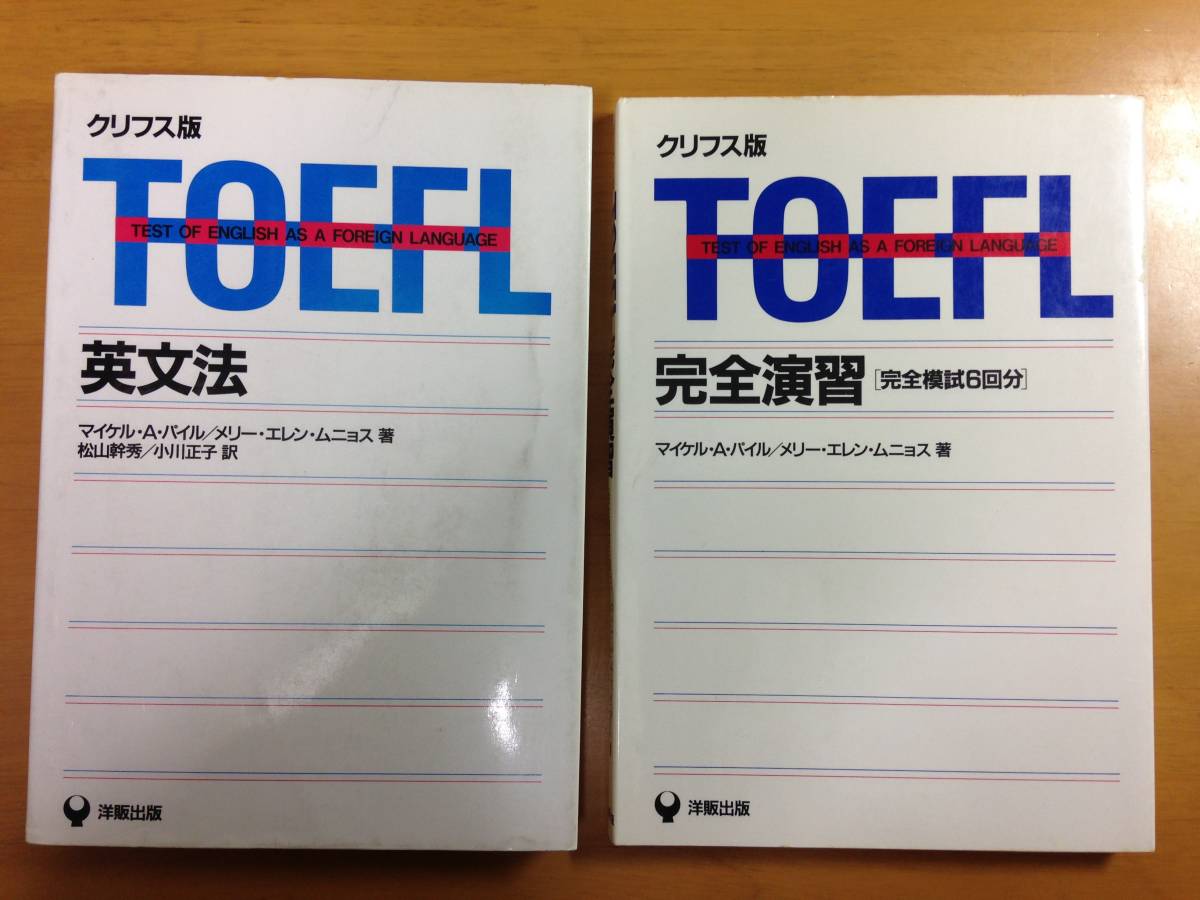 クリフス版
TOEFL
TEST OF ENGLISH AS A FOREIGN LANGUAGE
英文法
マイケル・A・パイル/メリー・エレン・ムニョス 著
松山幹秀/小川正子 訳
洋販出版
クリフス版
TOEFL
TEST OF ENGLISH AS A FOREIGN LANGUAGE
完全演習[完全模試6回分]
マイケル・A・パイル/メリー・エレン・ムニョス 著
洋販出版